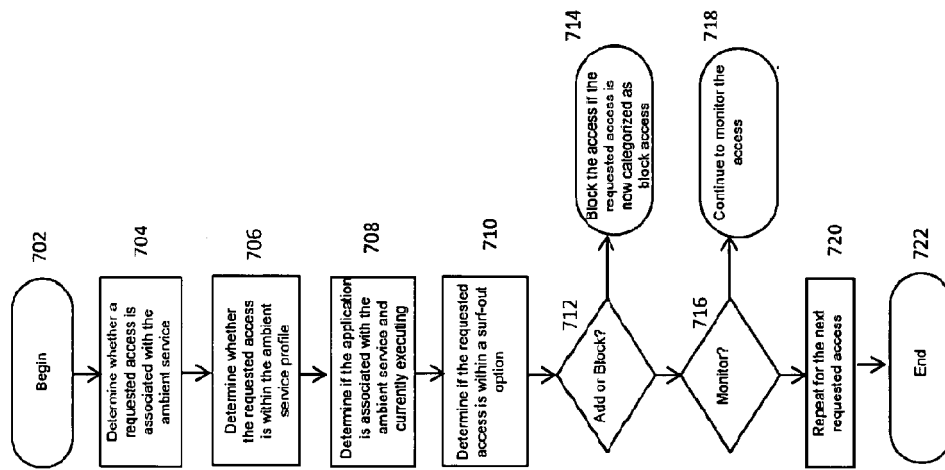 702
Begin
704
Determine whether a
requested access is
associated with the
ambient service
706
Determine whether
the requested access
is within the ambient
service profile
708
Determine if the application
is associated with the
ambient service and
currently executing
710
Determine if the requested
access is within a surf-out
option
712
Add or Block?
714
Block the access if the
requested access is
now categorized as
block access
716
Monitor?
718
Continue to monitor the
access
720
Repeat for the next
requested access
722
End